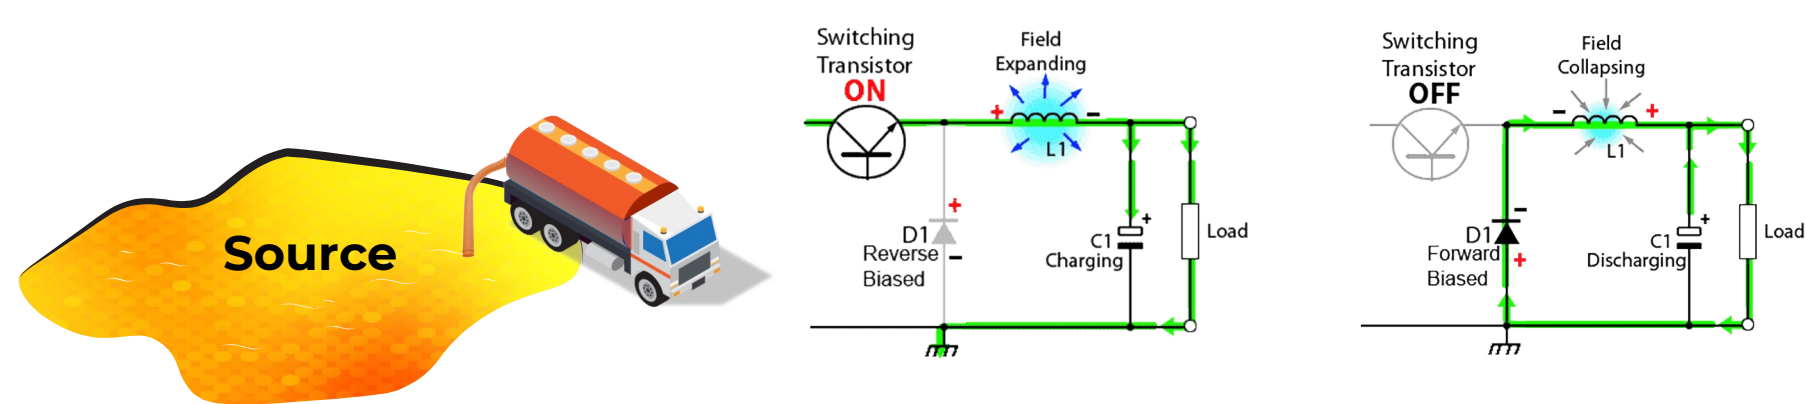 Source
Switching
Transistor
ON
Field
Expanding
+
-
L1
+
D1
Reverse
Biased
-
+
C1
Charging
Load
Switching
Transistor
OFF
Field
Collapsing
-
+
L1
-
D1
Forward
Biased
+
+
C1
Discharging
Load